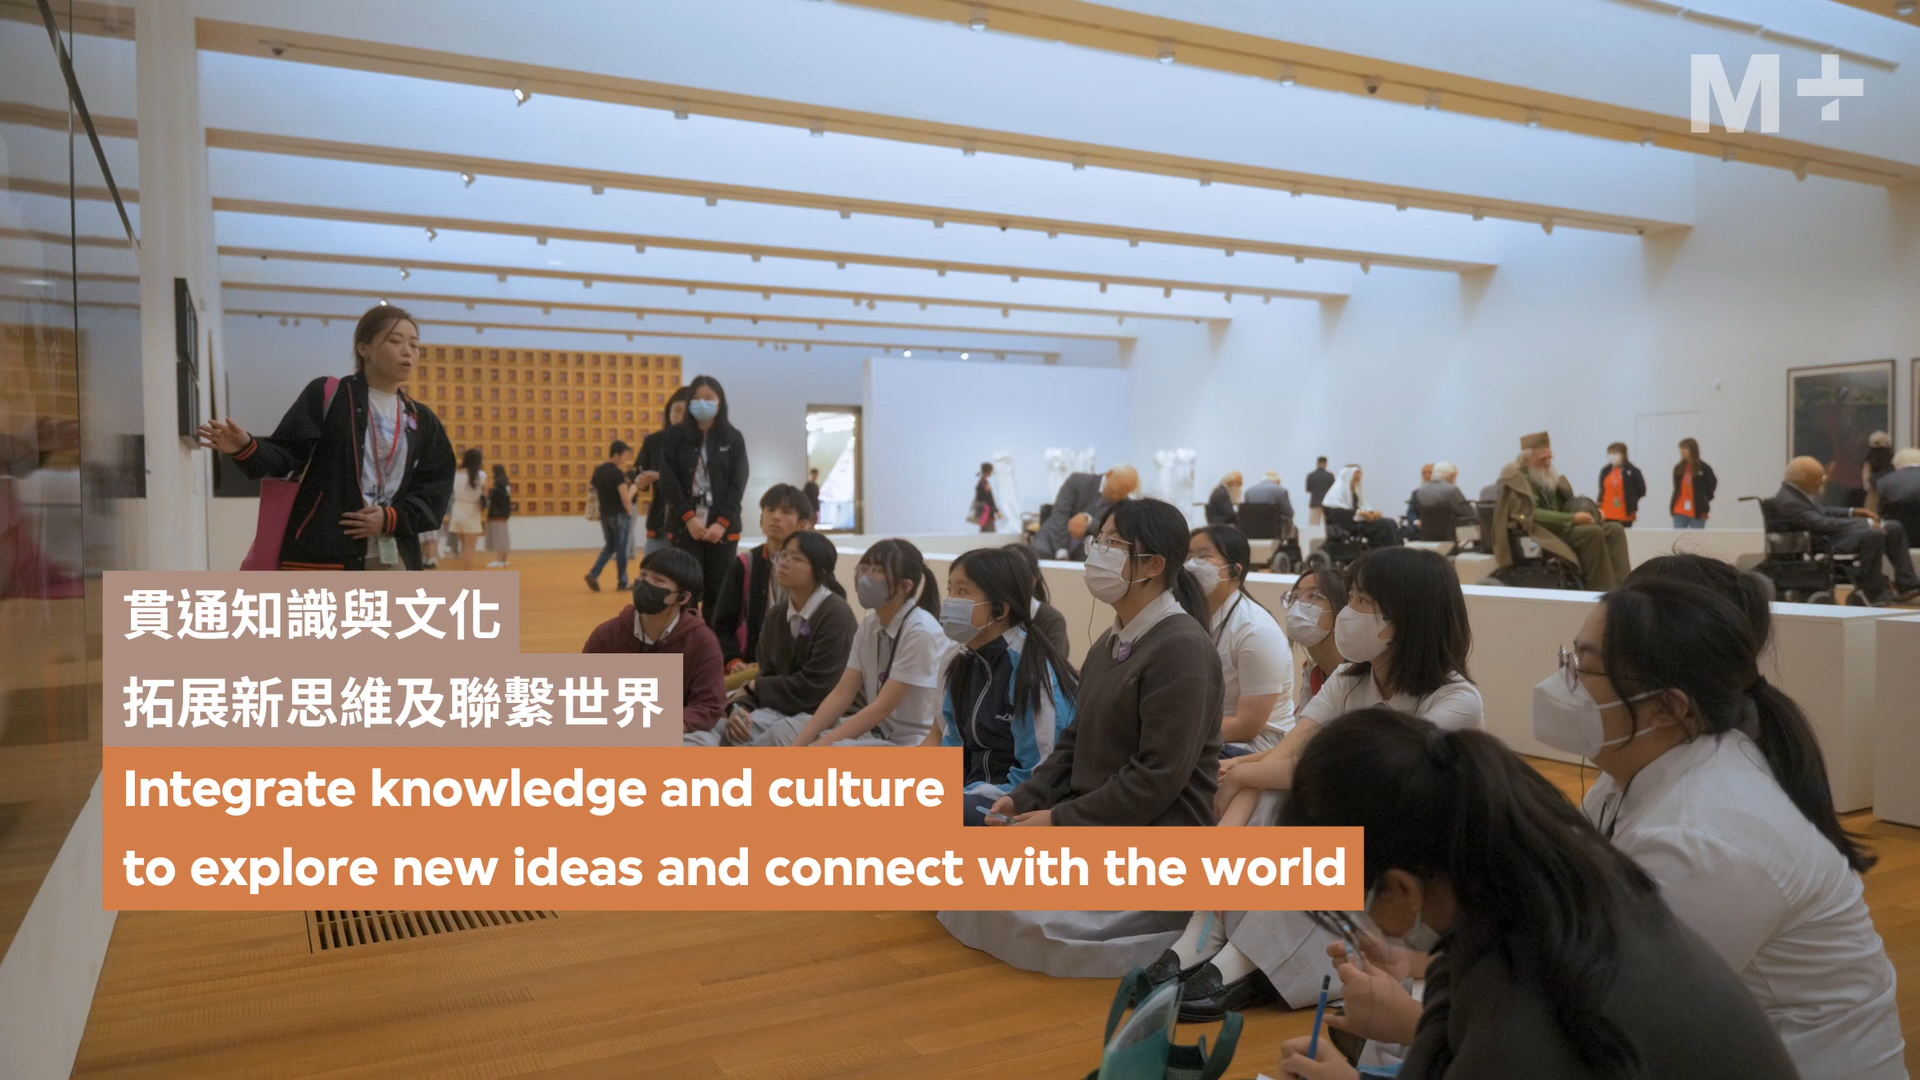 M+
貫通知識與文化
拓展新思維及聯繫世界
Integrate knowledge and culture
to explore new ideas and connect with the world